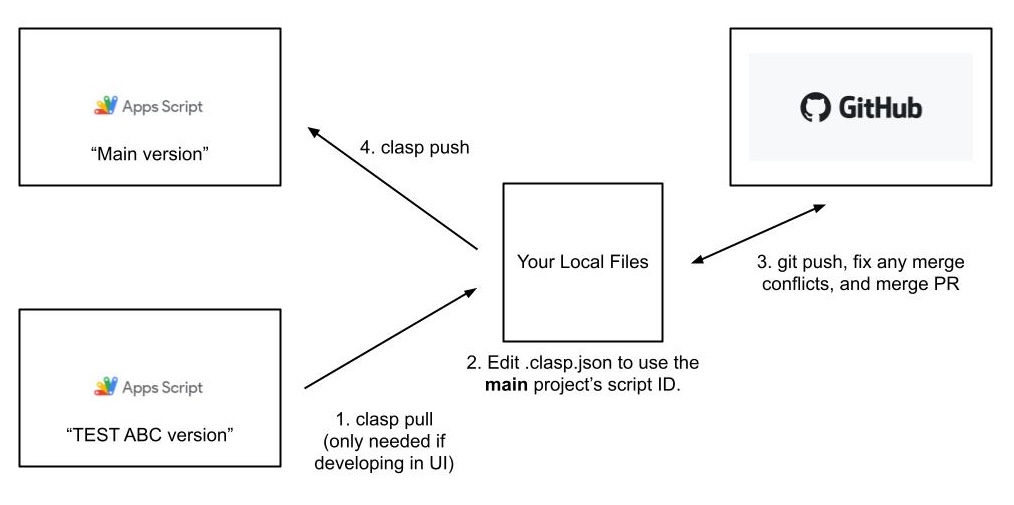 Apps Script
“Main version”
GitHub
4. clasp push
Your Local Files
3. git push, fix any merge
conflicts, and merge PR
2. Edit .clasp.json to use the
main project’s script ID.
Apps Script
“TEST ABC version”
1. clasp pull
(only needed if
developing in UI)